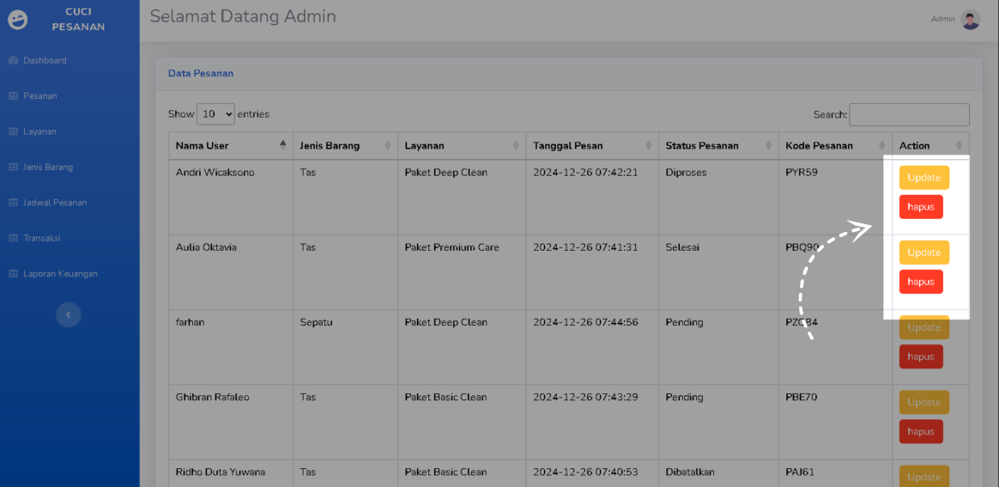 CUCI
PESANAN
Selamat Datang Admin
Admin
Dashboard
Pesanan
Layanan
Jenis Barang
Jadwal Pesanan
Transaksi
Laporan Keuangan
Data Pesanan
Show 10 entries
Search:
Nama User Jenis Barang Layanan Tanggal Pesan Status Pesanan Kode Pesanan Action
Andri Wicaksono Tas Paket Deep Clean 2024-12-26 07:42:21 Diproses PYR59 Update
hapus
Aulia Oktavia Tas Paket Premium Care 2024-12-26 07:41:31 Selesai PBQ90 Update
hapus
farhan Sepatu Paket Deep Clean 2024-12-26 07:44:56 Pending Update
hapus
Ghibran Rafaleo Tas Paket Basic Clean 2024-12-26 07:43:29 Pending PBE70 Update
hapus
Ridho Duta Yuwana Tas Paket Basic Clean 2024-12-26 07:40:53 Dibatalkan PAJ61 Update